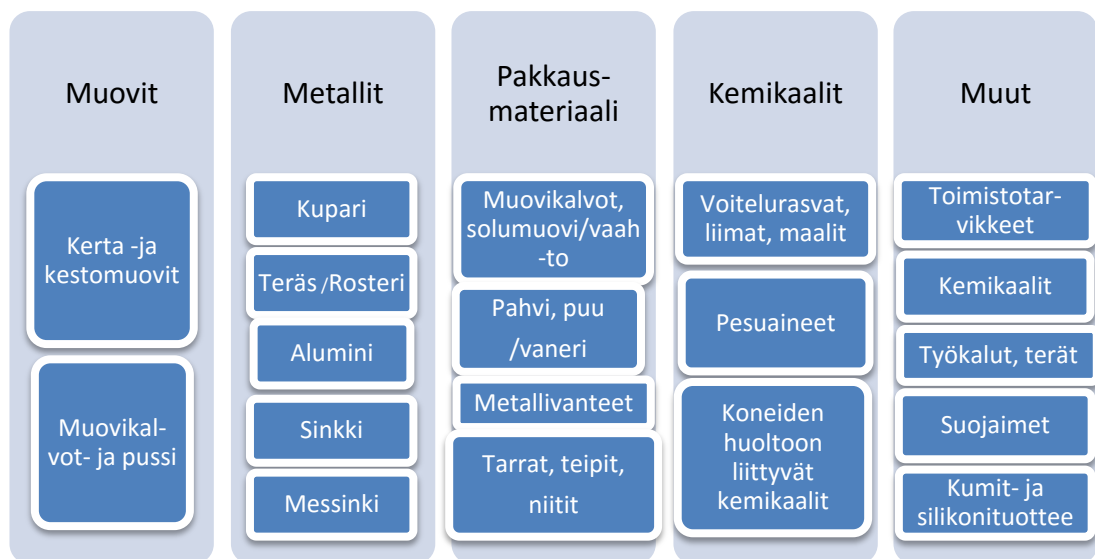 Muovit
Kerta -ja
kestomuovit
Muovikal-
vot- ja pussi
Metallit
Kupari
Teräs /Rosteri
Alumini
Sinkki
Messinki
Pakkaus-
materiaali
Muovikalvot,
solumuovi/vaah
-to
Pahvi, puu
/vaneri
Metallivanteet
Tarrat, teipit,
niitit
Kemikaalit
Voitelurasvat,
liimat, maalit
Pesuaineet
Koneiden
huoltoon
liittyvät
kemikaalit
Muut
Toimistotar-
vikkeet
Kemikaalit
Työkalut, terät
Suojaimet
Kumit- ja
silikonituottee